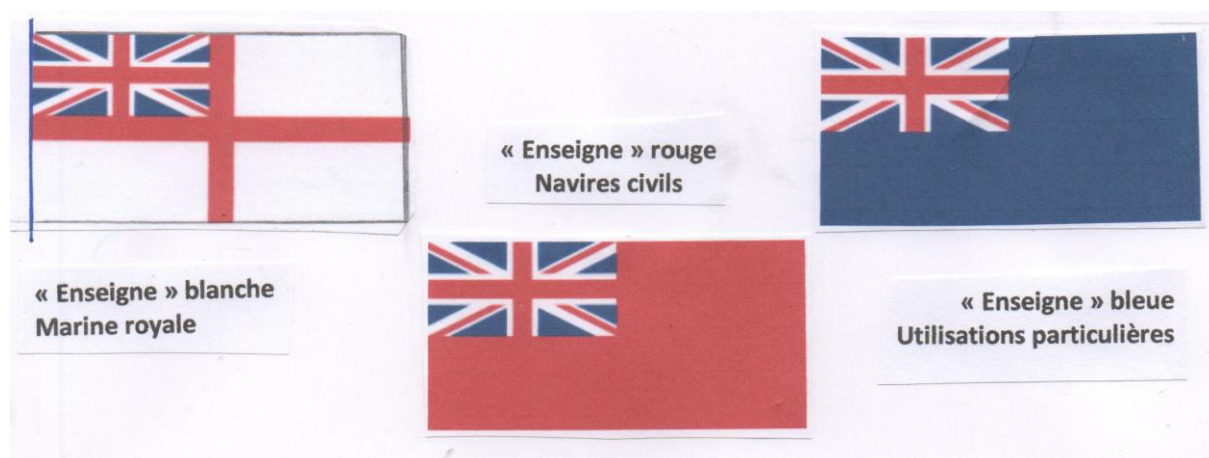 « Enseigne » blanche
Marine royale
« Enseigne » rouge
Navires civils
« Enseigne » bleue
Utilisations particulières